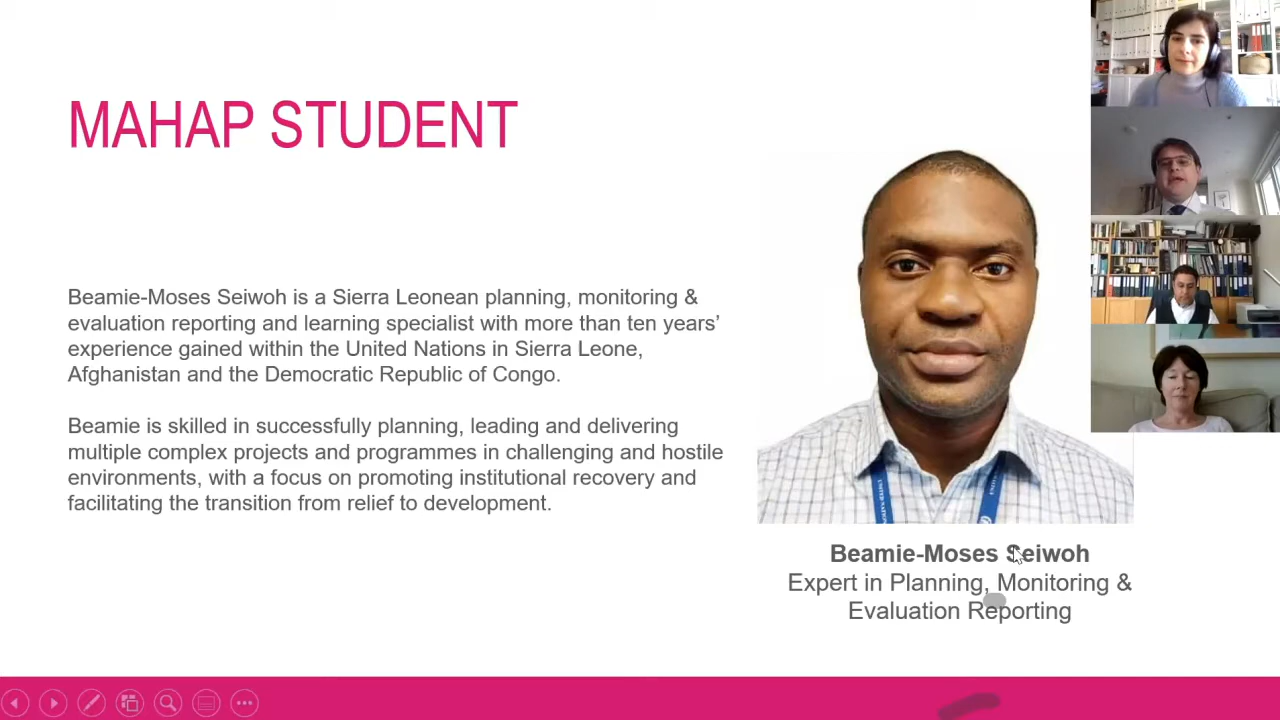 MAHAP STUDENT
Beamie-Moses Seiwoh is a Sierra Leonean planning, monitoring &
evaluation reporting and learning specialist with more than ten years’
experience gained within the United Nations in Sierra Leone,
Afghanistan and the Democratic Republic of Congo.
Beamie is skilled in successfully planning, leading and delivering
multiple complex projects and programmes in challenging and hostile
environments, with a focus on promoting institutional recovery and
facilitating the transition from relief to development.
Beamie-Moses Seiwoh
Expert in Planning, Monitoring &
Evaluation Reporting